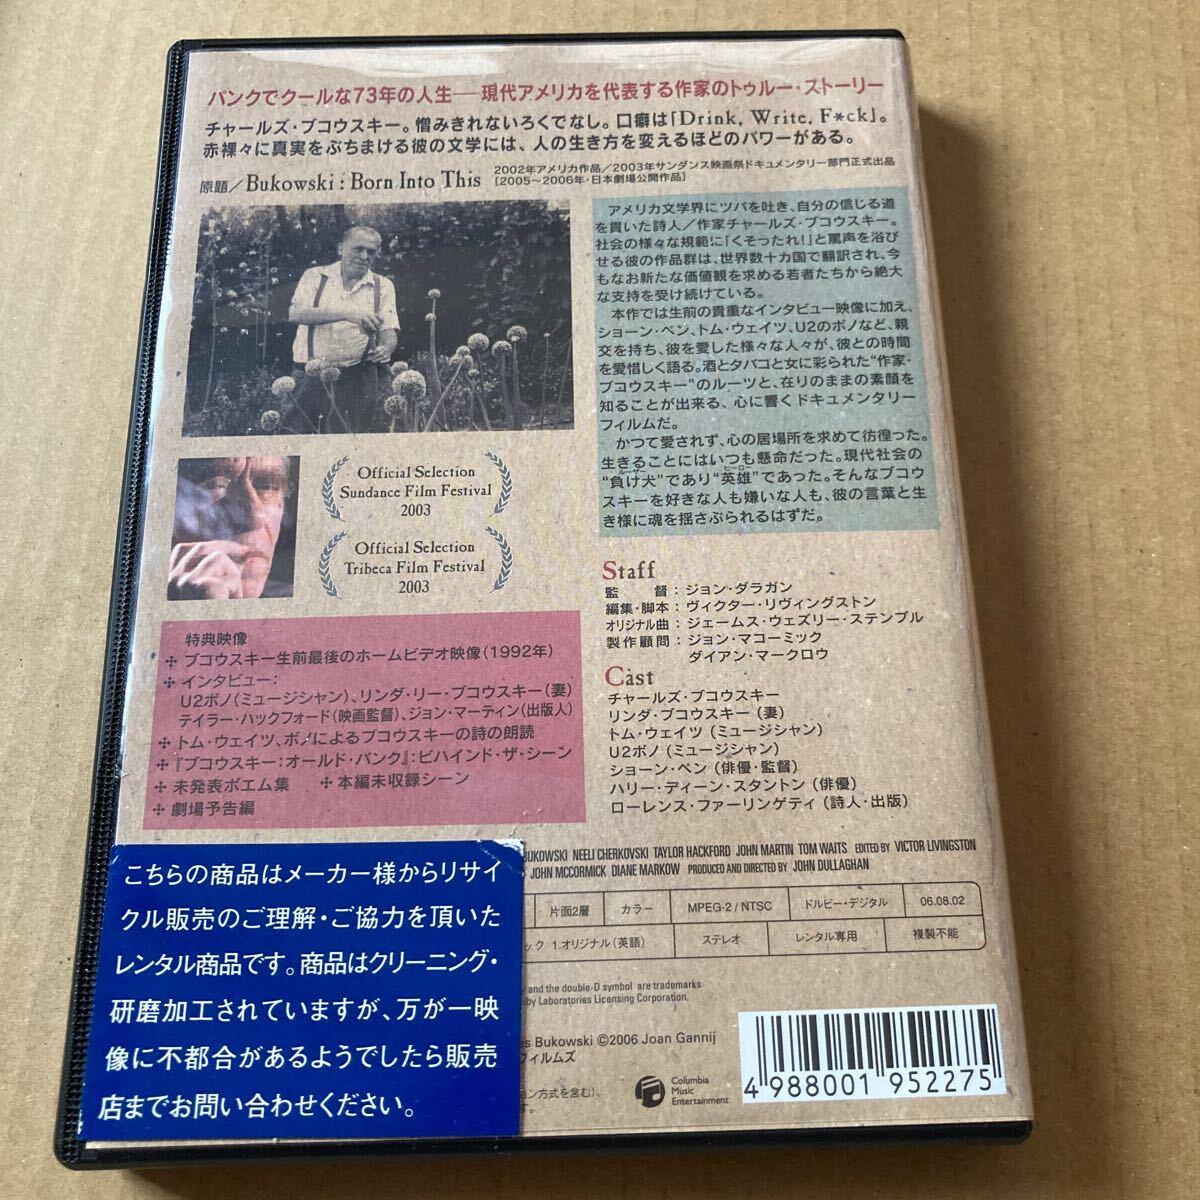 パンクでクールな73年の人生──現代アメリカを代表する作家のトゥルー・ストーリー
チャールズ・ブコウスキー。憎みきれないろくでなし。口癖は「Drink, Write, F*ck」。
赤裸々に真実をぶちまける彼の文学には、人の生き方を変えるほどのパワーがある。
原題／Bukowski : Born Into This
2002年アメリカ作品／2003年サンダンス映画祭ドキュメンタリー部門正式出品
［2005〜2006年・日本劇場公開作品］
アメリカ文学界にツバを吐き、自分の信じる道
を貫いた詩人／作家チャールズ・ブコウスキー。
社会の様々な規範に「くそったれ！」と罵声を浴び
せる彼の作品群は、世界数十カ国で翻訳され、今
もなお新たな価値観を求める若者たちから絶大
な支持を受け続けている。
本作では生前の貴重なインタビュー映像に加え、
ショーン・ペン、トム・ウェイツ、U2のボノなど、親
交を持ち、彼を愛した様々な人々が、彼との時間
を愛惜しく語る。酒とタバコと女に彩られた“作家・
ブコウスキー”のルーツと、在りのままの素顔を
知ることが出来る、心に響くドキュメンタリー
フィルムだ。
かつて愛されず、心の居場所を求めて彷徨った。
生きることにはいつも懸命だった。現代社会の
“負け犬”であり“英雄”であった。そんなブコウ
スキーを好きな人も嫌いな人も、彼の言葉と生
き様に魂を揺さぶられるはずだ。
Official Selection
Sundance Film Festival
2003
Official Selection
Tribeca Film Festival
2003
特典映像
ブコウスキー生前最後のホームビデオ映像（1992年）
インタビュー：
U2ボノ（ミュージシャン）、リンダ・リー・ブコウスキー（妻）
テイラー・ハックフォード（映画監督）、ジョン・マーティン（出版人）
トム・ウェイツ、ボノによるブコウスキーの詩の朗読
『ブコウスキー：オールド・パンク』：ビハインド・ザ・シーン
未発表ポエム集　本編未収録シーン
劇場予告編
Staff
監　督：ジョン・ダラガン
編集・脚本：ヴィクター・リヴィングストン
オリジナル曲：ジェームス・ウェズリー・ステンプル
製作顧問：ジョン・マコーミック
ダイアン・マークロウ
Cast
チャールズ・ブコウスキー
リンダ・ブコウスキー（妻）
トム・ウェイツ（ミュージシャン）
U2ボノ（ミュージシャン）
ショーン・ペン（俳優・監督）
ハリー・ディーン・スタントン（俳優）
ローレンス・ファーリンゲティ（詩人・出版）
BUKOWSKI NEELI CHERKOVSKI TAYLOR HACKFORD JOHN MARTIN TOM WAITS EDITED BY VICTOR LIVINGSTON
JOHN MCCORMICK DIANE MARKOW PRODUCED AND DIRECTED BY JOHN DULLAGHAN
片面2層　カラー　MPEG-2 / NTSC　ドルビー・デジタル　06.08.02
ック 1.オリジナル（英語）　ステレオ　レンタル専用　複製不能
and the double-D symbol are trademarks
by Laboratories Licensing Corporation.
es Bukowski ©2006 Joan Gannij
フィルムズ
ョン方式を含む）、
す。
Columbia
Music
Entertainment
4 988001 952275
こちらの商品はメーカー様からリサイ
クル販売のご理解・ご協力を頂いた
レンタル商品です。商品はクリーニング・
研磨加工されていますが、万が一映
像に不都合があるようでしたら販売
店までお問い合わせください。